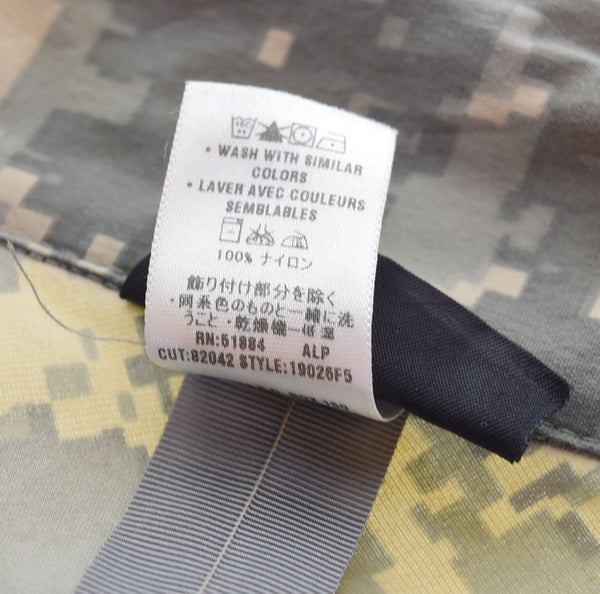 • WASH WITH SIMILAR
COLORS
• LAVER AVEC COULEURS
SEMBLABLES
100% ナイロン
飾り付け部分を除く
・同系色のものと一緒に洗
うこと・乾燥機一低温
RN:51884 ALP
CUT:82042 STYLE:19026F5